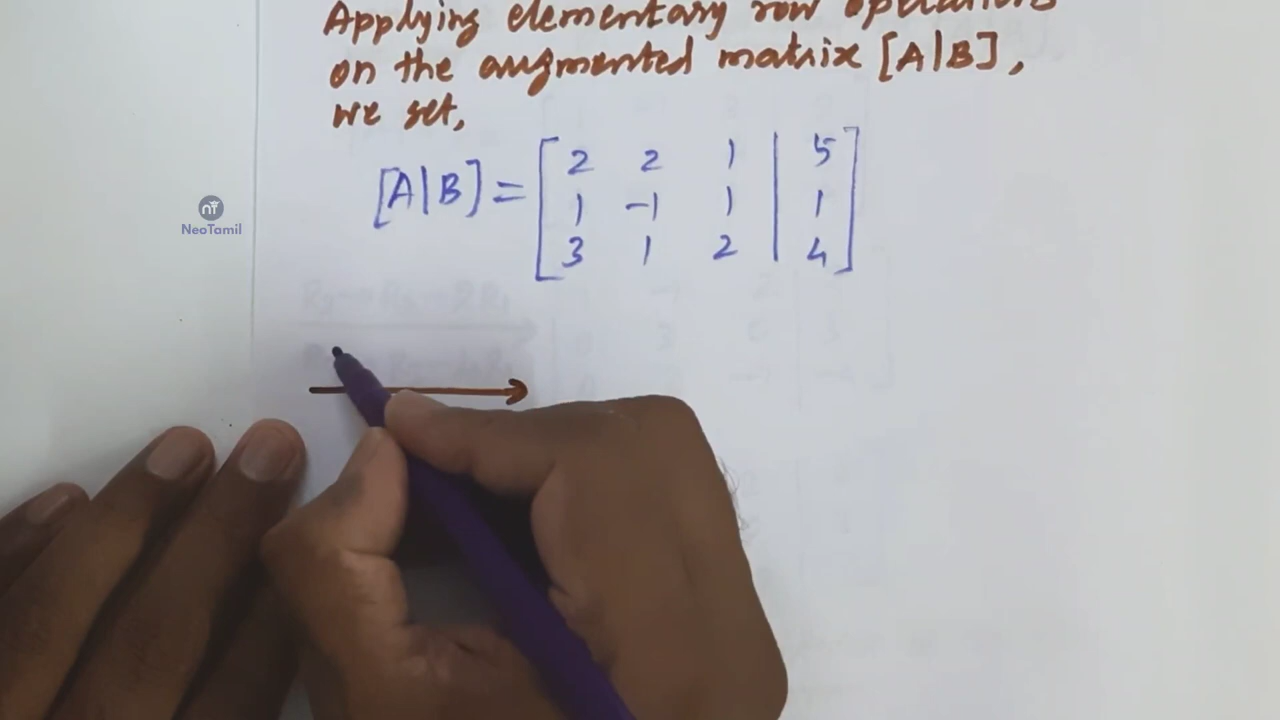 Applying elementary row operations
on the augmented matrix [A|B],
we get,
[A|B] = [ 2 2 1 | 5
1 -1 1 | 1
3 1 2 | 4 ]
NeoTamil